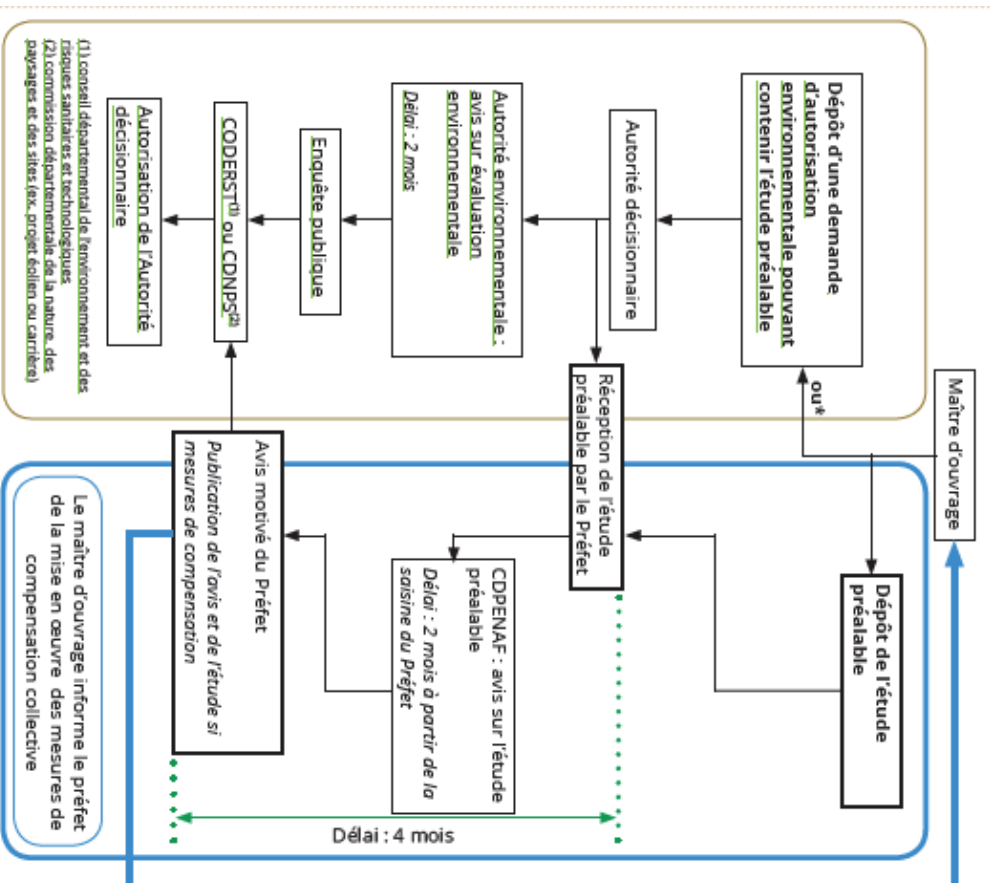 Maître d'ouvrage
ou*
Dépôt d'une demande
d'autorisation
environnementale pouvant
contenir l'étude préalable
Dépôt de l'étude
préalable
Autorité décisionnaire
Réception de l'étude
préalable par le Préfet
Autorité environnementale :
avis sur évaluation
environnementale
Délai : 2 mois
CDPENAF : avis sur l'étude
préalable
Délai : 2 mois à partir de la
saisine du Préfet
Délai : 4 mois
Enquête publique
CODERST(1) ou CDNPS(2)
Avis motivé du Préfet
Publication de l'avis et de l'étude si
mesures de compensation
Autorisation de l'Autorité
décisionnaire
(1) conseil départemental de l'environnement et des
risques sanitaires et technologiques
(2) commission départementale de la nature, des
paysages et des sites (ex. projet éolien ou carrière)
Le maître d'ouvrage informe le préfet
de la mise en œuvre des mesures de
compensation collective